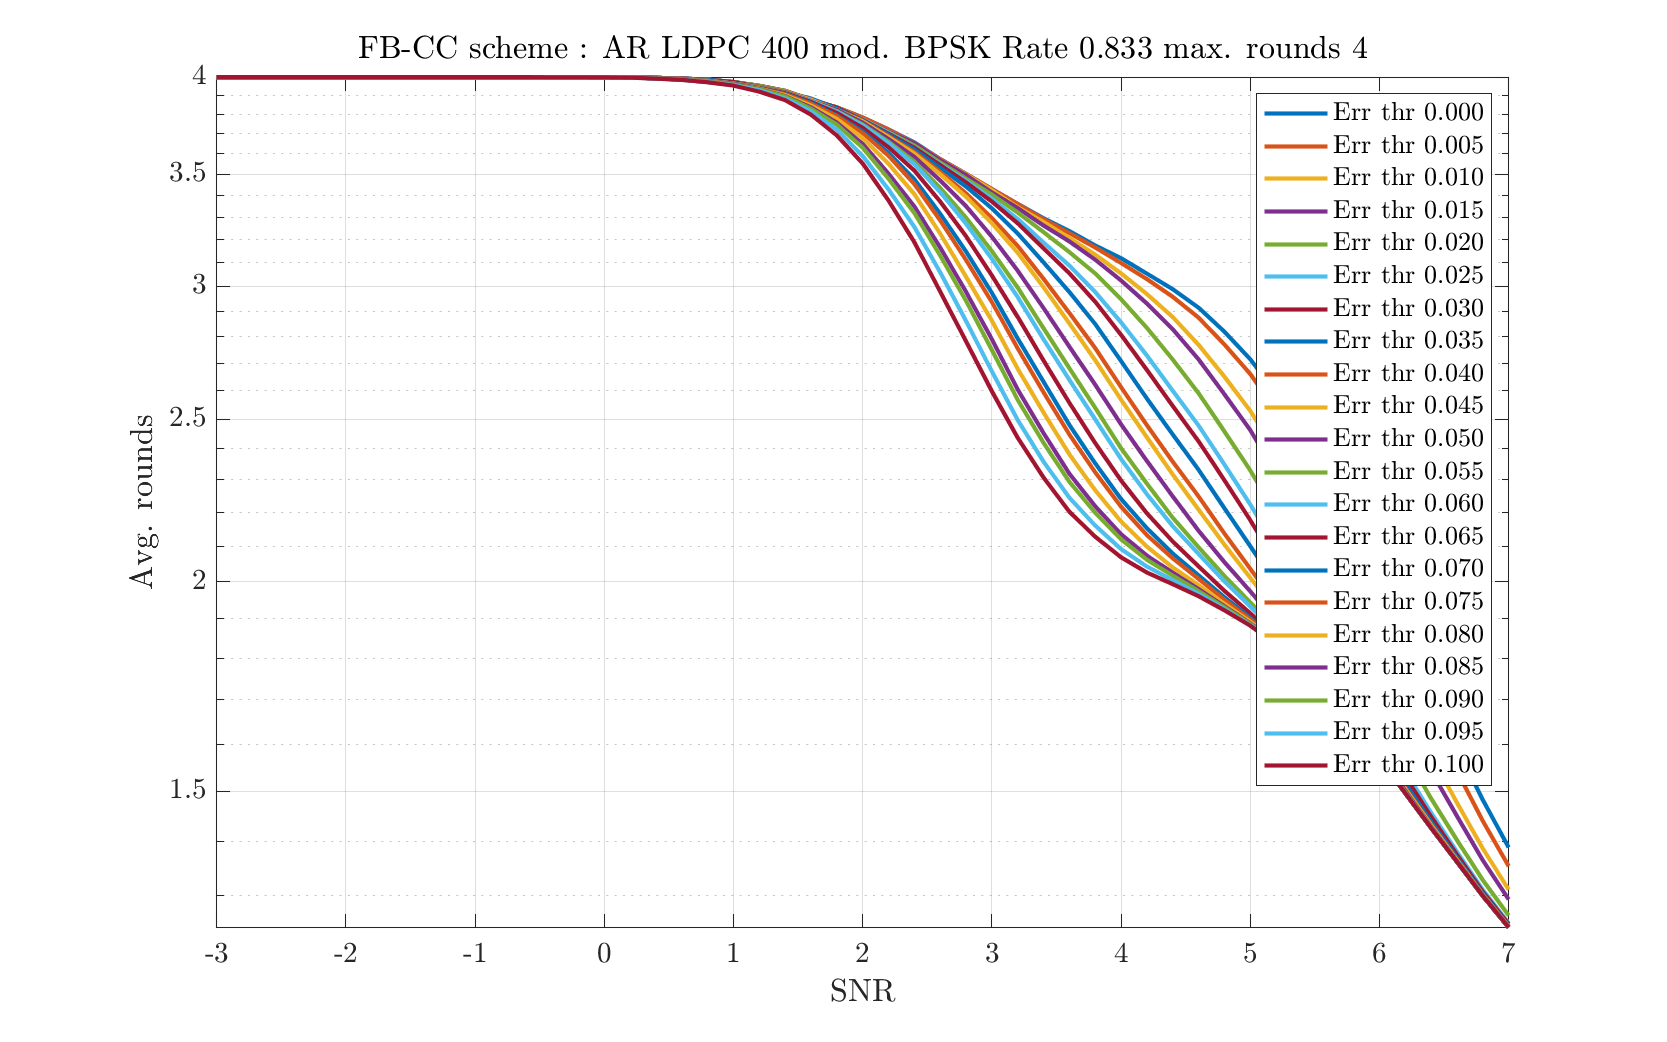 FB-CC scheme : AR LDPC 400 mod. BPSK Rate 0.833 max. rounds 4
4
3.5
3
2.5
2
1.5
Avg. rounds
Err thr 0.000
Err thr 0.005
Err thr 0.010
Err thr 0.015
Err thr 0.020
Err thr 0.025
Err thr 0.030
Err thr 0.035
Err thr 0.040
Err thr 0.045
Err thr 0.050
Err thr 0.055
Err thr 0.060
Err thr 0.065
Err thr 0.070
Err thr 0.075
Err thr 0.080
Err thr 0.085
Err thr 0.090
Err thr 0.095
Err thr 0.100
-3 -2 -1 0 1 2 3 4 5 6 7
SNR